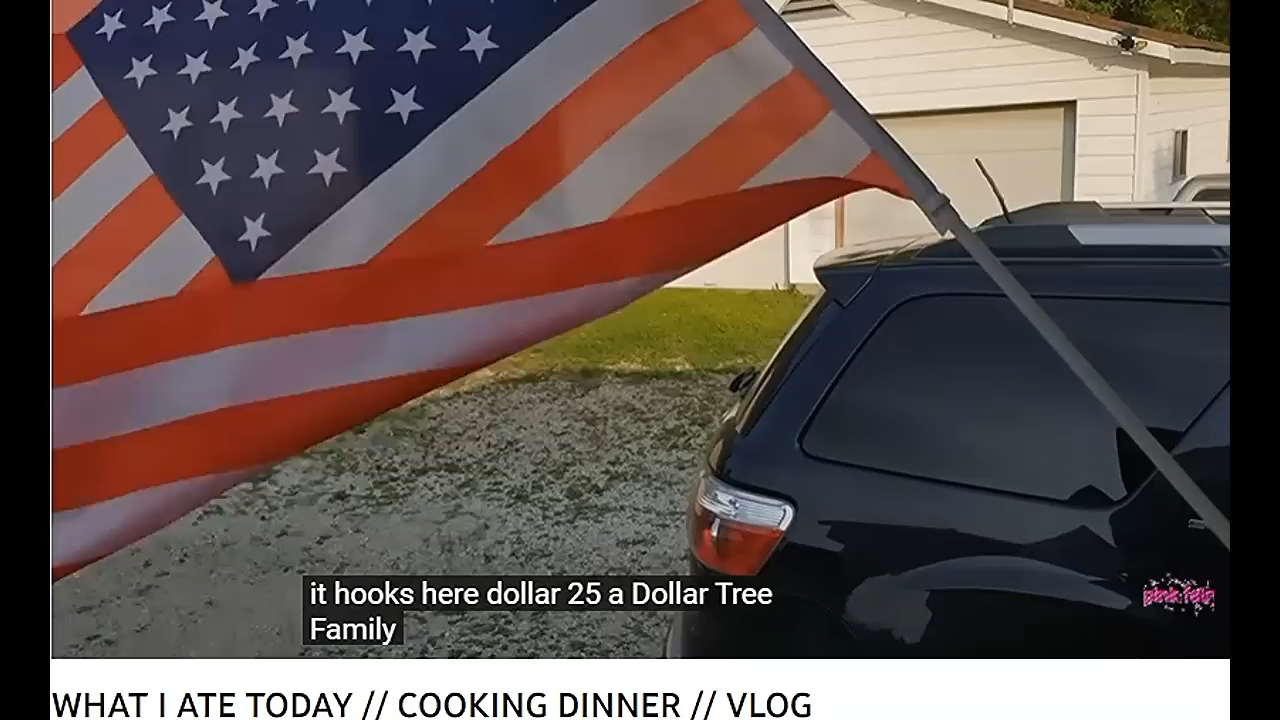 it hooks here dollar 25 a Dollar Tree
Family
WHAT I ATE TODAY // COOKING DINNER // VLOG